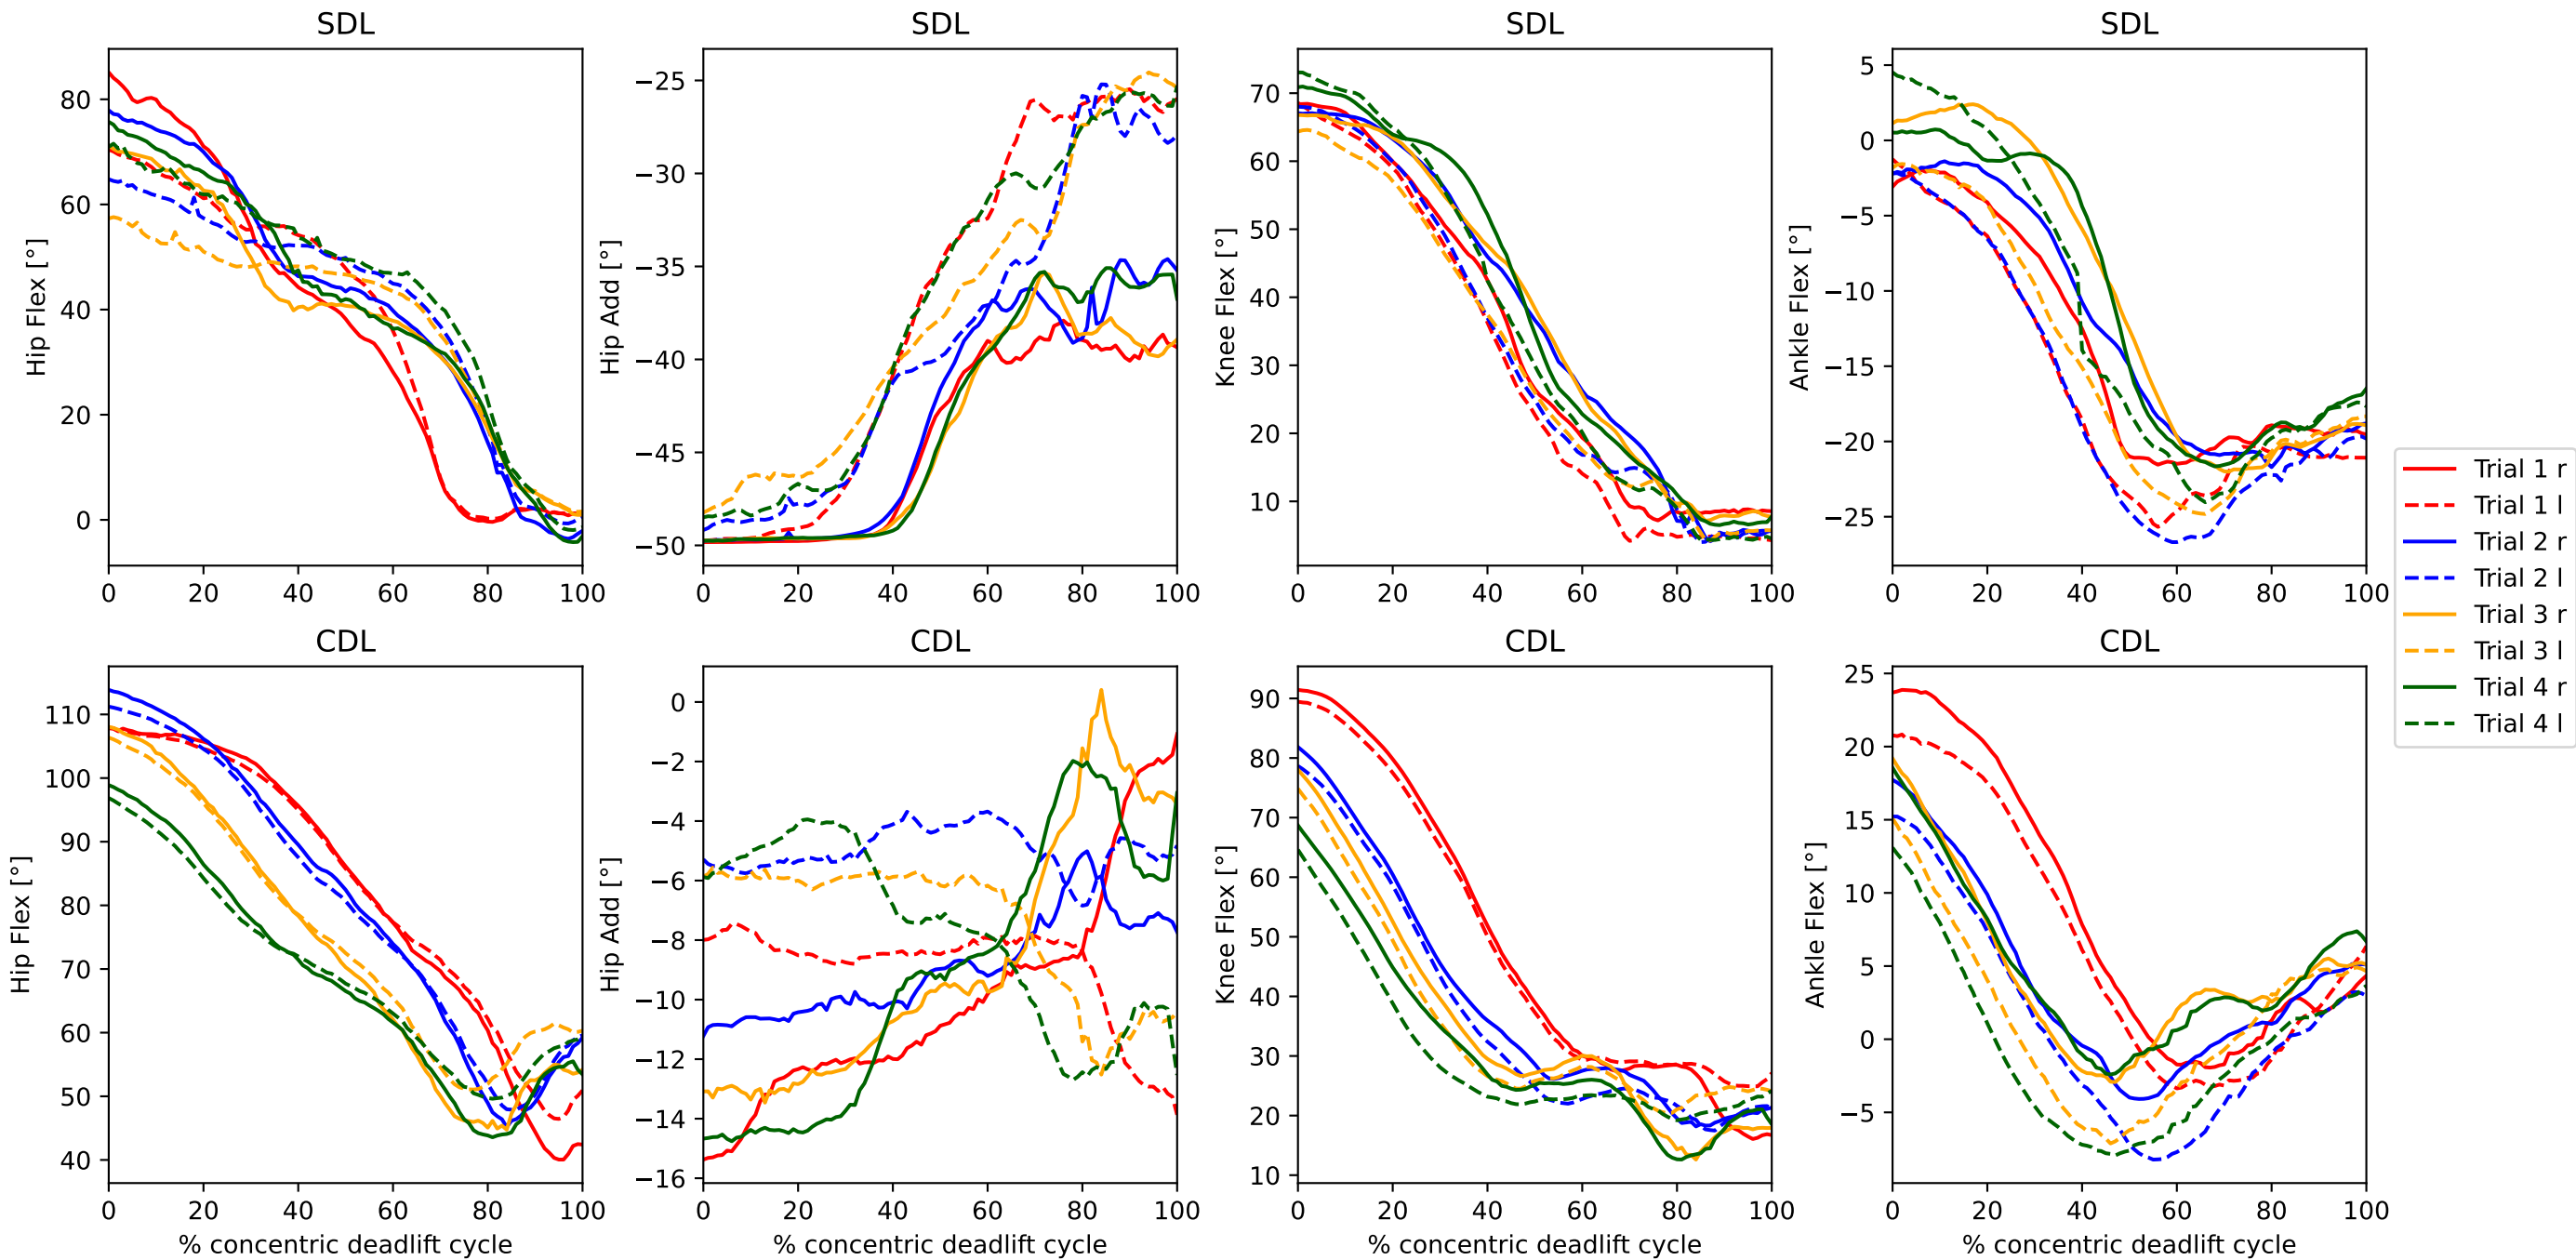 SDL SDL SDL SDL
Hip Flex [°]
80
60
40
20
0
0 20 40 60 80 100
Hip Add [°]
−25
−30
−35
−40
−45
−50
0 20 40 60 80 100
Knee Flex [°]
70
60
50
40
30
20
10
0 20 40 60 80 100
Ankle Flex [°]
5
0
−5
−10
−15
−20
−25
0 20 40 60 80 100
Trial 1 r
Trial 1 l
Trial 2 r
Trial 2 l
Trial 3 r
Trial 3 l
Trial 4 r
Trial 4 l
CDL CDL CDL CDL
Hip Flex [°]
110
100
90
80
70
60
50
40
0 20 40 60 80 100
% concentric deadlift cycle
Hip Add [°]
0
−2
−4
−6
−8
−10
−12
−14
−16
0 20 40 60 80 100
% concentric deadlift cycle
Knee Flex [°]
90
80
70
60
50
40
30
20
10
0 20 40 60 80 100
% concentric deadlift cycle
Ankle Flex [°]
25
20
15
10
5
0
−5
0 20 40 60 80 100
% concentric deadlift cycle